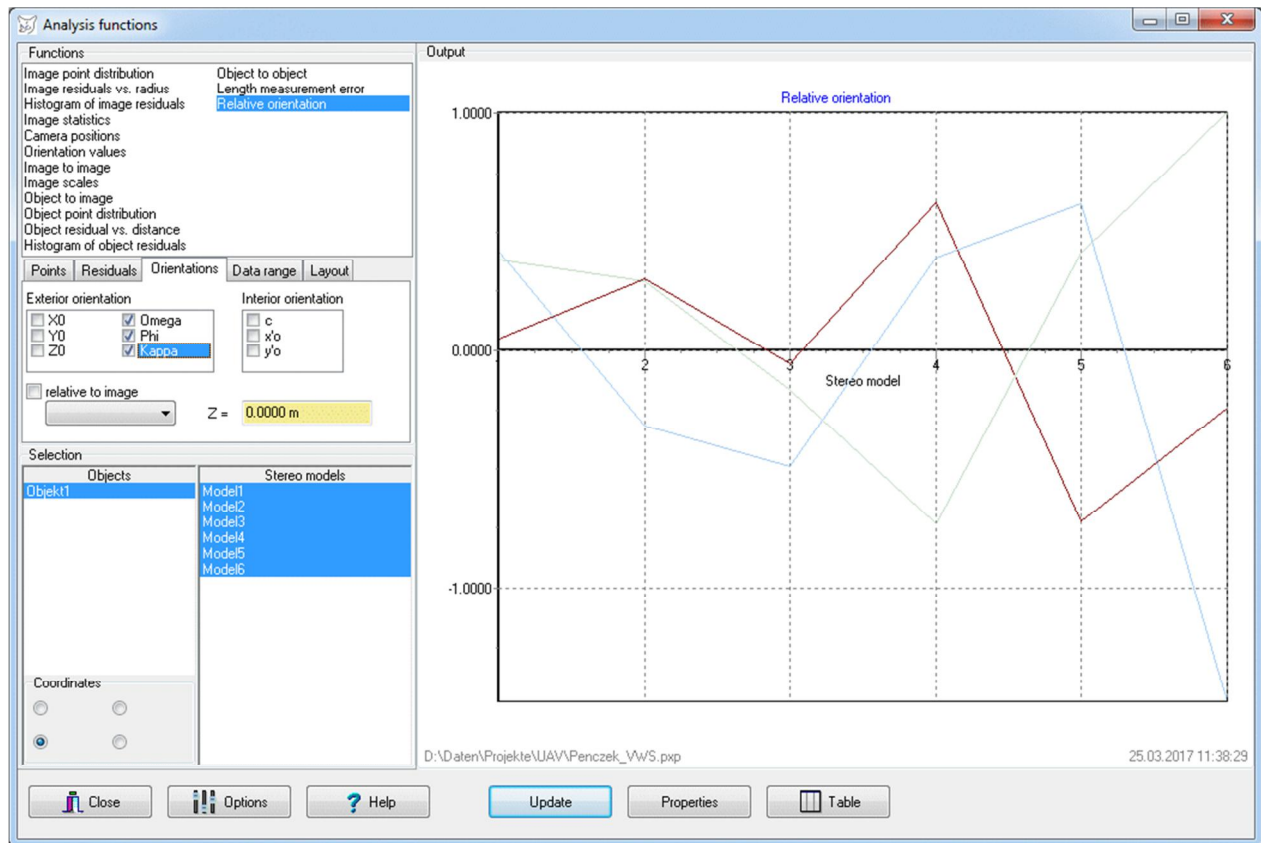 Analysis functions
Functions
Image point distribution
Image residuals vs. radius
Histogram of image residuals
Image statistics
Camera positions
Orientation values
Image to image
Image scales
Object to image
Object point distribution
Object residual vs. distance
Histogram of object residuals
Object to object
Length measurement error
Relative orientation
Points Residuals Orientations Data range Layout
Exterior orientation
X0 Omega
Y0 Phi
Z0 Kappa
Interior orientation
c
x'o
y'o
relative to image
Z = 0.0000 m
Selection
Objects
Objekt1
Stereo models
Model1
Model2
Model3
Model4
Model5
Model6
Coordinates
Output
Relative orientation
1.0000
0.0000
-1.0000
2 3 4 5 6
Stereo model
D:\Daten\Projekte\UAV\Penczek_VWS.pxp
25.03.2017 11:38:29
Close Options ? Help Update Properties Table